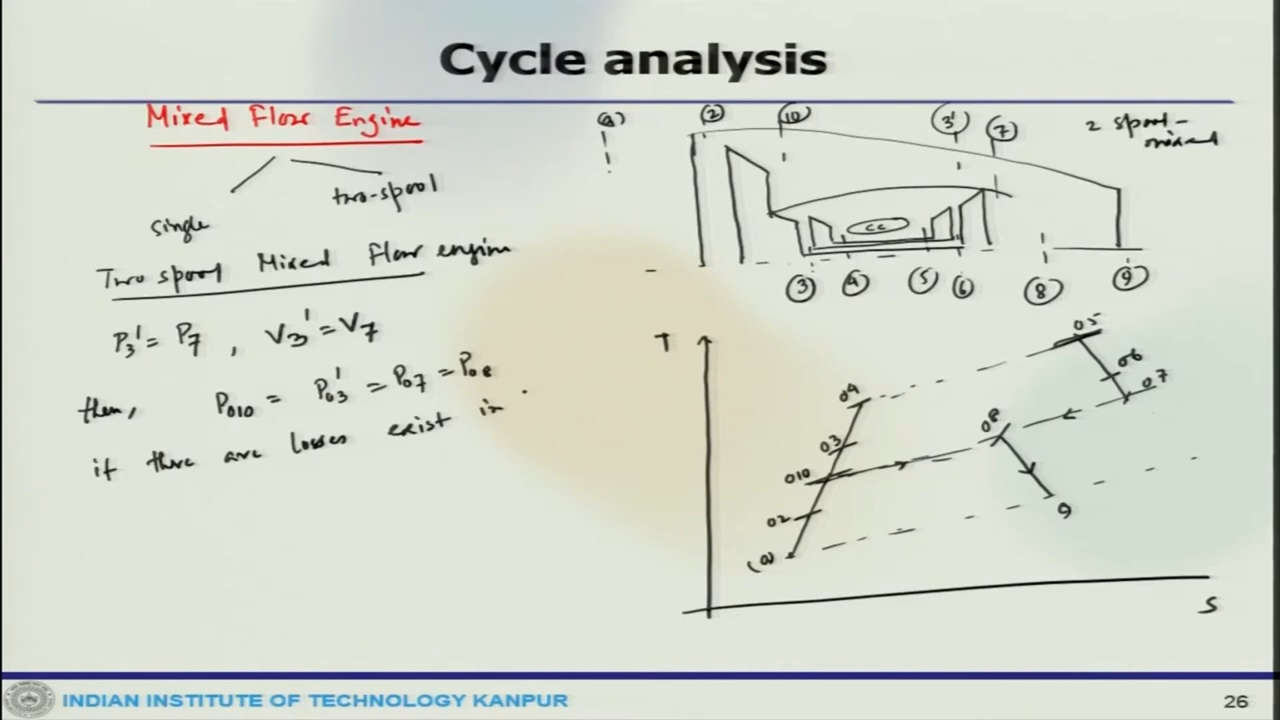 Cycle analysis
Mixed Flow Engine
single
two-spool
Two spool Mixed Flow engine
P3' = P7 , V3' = V7
then, P010 = P03' = P07 = P08
if there are losses exist in
a 2 10 3' 7
2 spool-
mixed
cc
3 4 5 6 8 9
T
05
06
07
04
03
08
010
02
a
9
S
INDIAN INSTITUTE OF TECHNOLOGY KANPUR
26